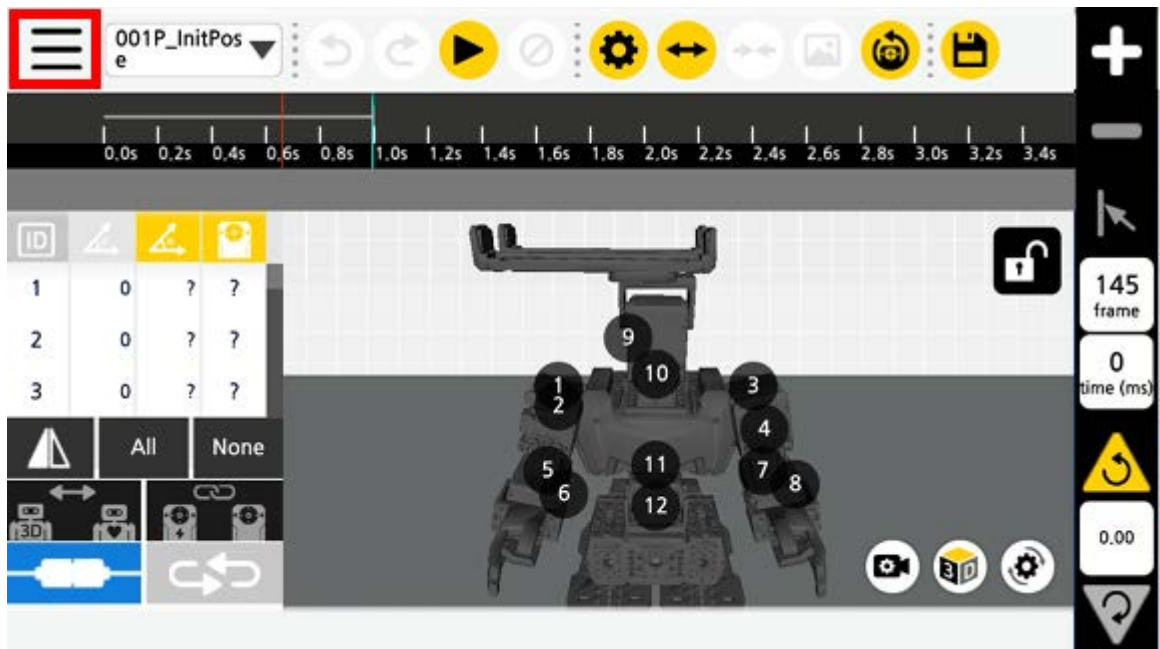 001P_InitPos
e
0.0s 0.2s 0.4s 0.6s 0.8s 1.0s 1.2s 1.4s 1.6s 1.8s 2.0s 2.2s 2.4s 2.6s 2.8s 3.0s 3.2s 3.4s
ID
1 0 ? ?
2 0 ? ?
3 0 ? ?
All None
3D
9
10
1
2
3
4
5
6
11
12
7
8
3D
145
frame
0
time (ms)
0.00